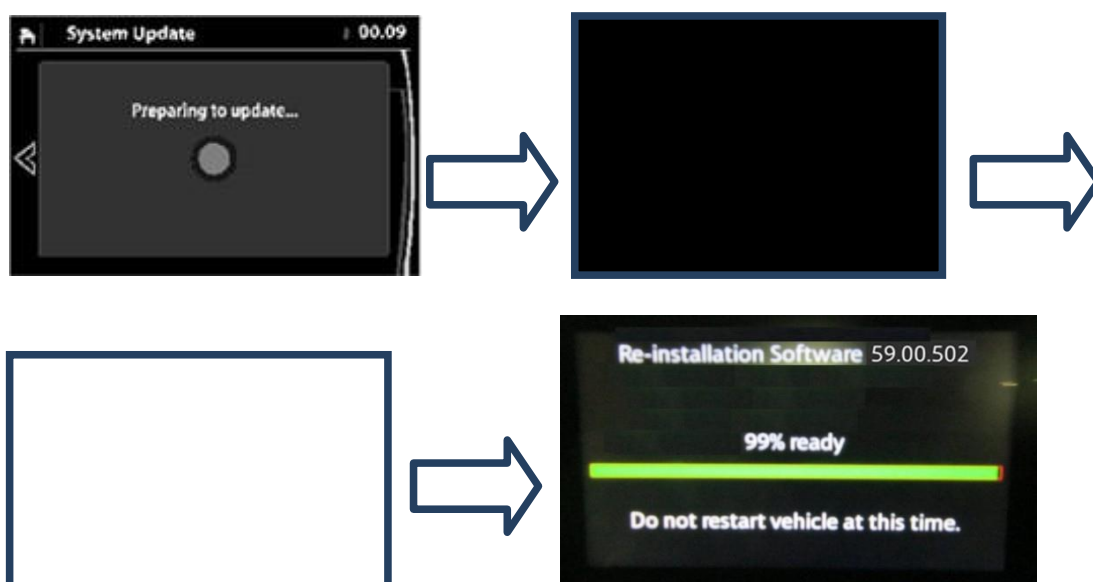 System Update
00.09
Preparing to update...
Re-installation Software 59.00.502
99% ready
Do not restart vehicle at this time.